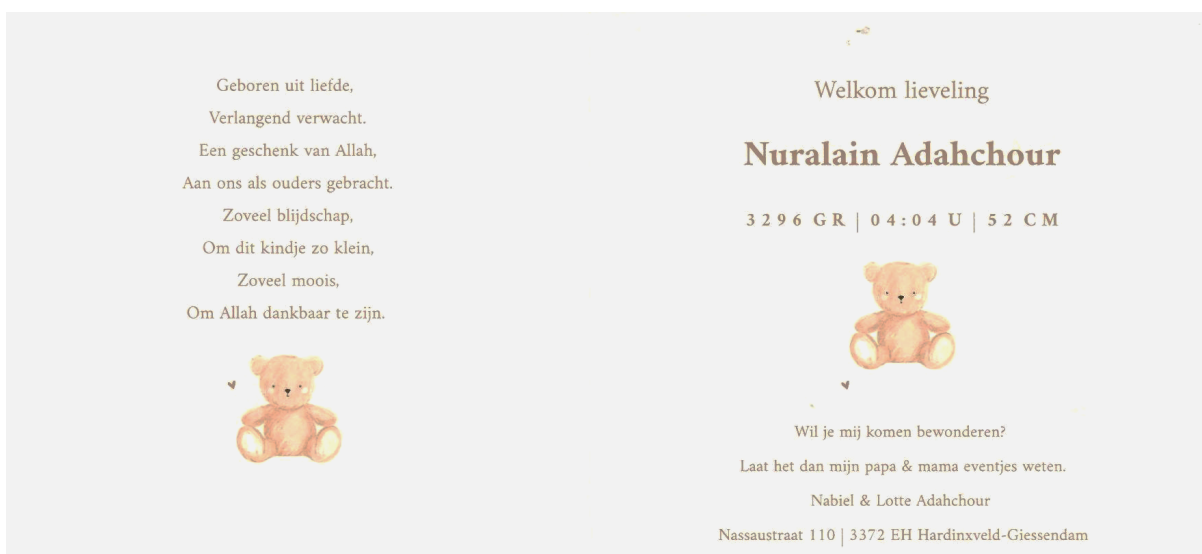 Geboren uit liefde,
Verlangend verwacht.
Een geschenk van Allah,
Aan ons als ouders gebracht.
Zoveel blijdschap,
Om dit kindje zo klein,
Zoveel moois,
Om Allah dankbaar te zijn.
Welkom lieveling
Nuralain Adahchour
3296 GR | 04:04 U | 52 CM
Wil je mij komen bewonderen?
Laat het dan mijn papa & mama eventjes weten.
Nabiel & Lotte Adahchour
Nassaustraat 110 | 3372 EH Hardinxveld-Giessendam